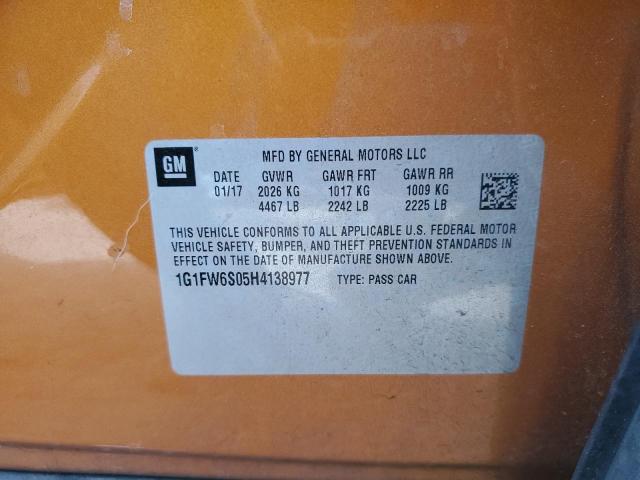 GM
MFD BY GENERAL MOTORS LLC
DATE GVWR GAWR FRT GAWR RR
01/17 2026 KG 1017 KG 1009 KG
4467 LB 2242 LB 2225 LB
THIS VEHICLE CONFORMS TO ALL APPLICABLE U.S. FEDERAL MOTOR
VEHICLE SAFETY, BUMPER, AND THEFT PREVENTION STANDARDS IN
EFFECT ON THE DATE OF MANUFACTURE SHOWN ABOVE.
1G1FW6S05H4138977 TYPE: PASS CAR